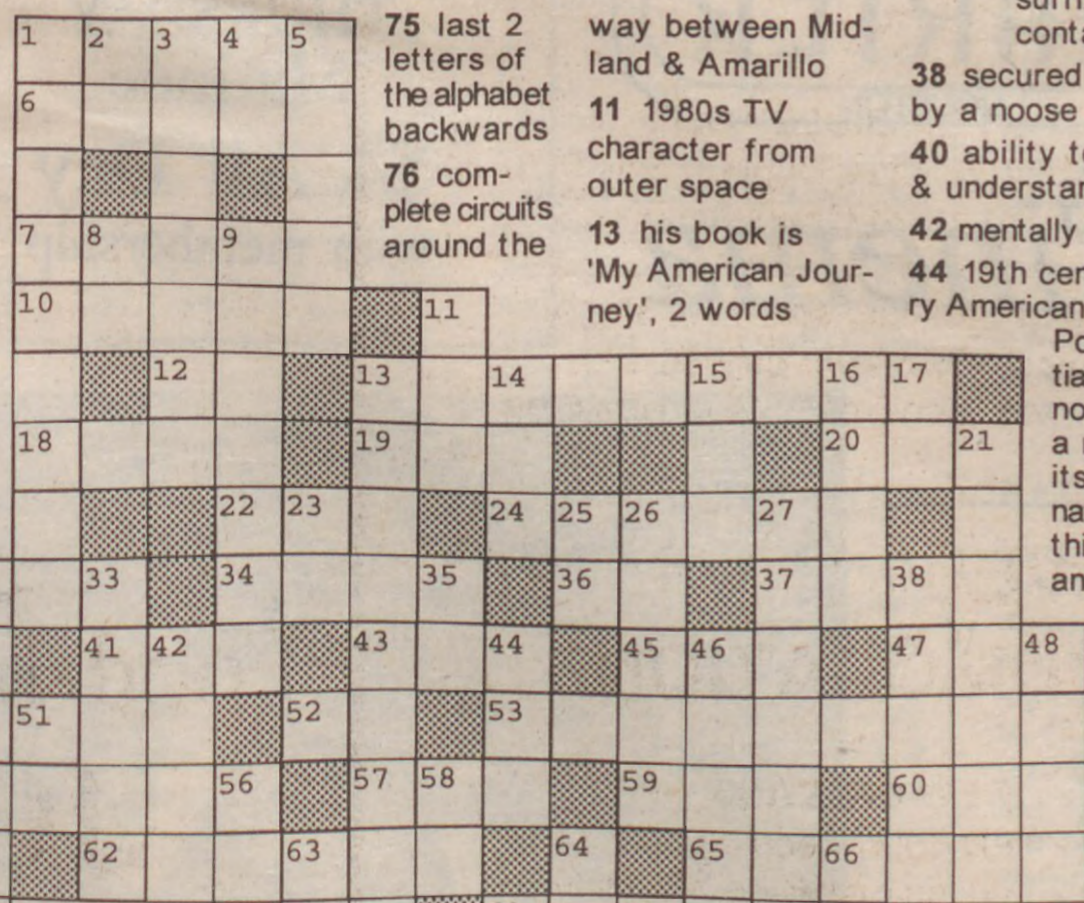 75 last 2
letters of
the alphabet
backwards
76 com-
plete circuits
around the
way between Mid-
land & Amarillo
11 1980s TV
character from
outer space
13 his book is
'My American Jour-
ney', 2 words
38 secured
by a noose
40 ability to
&
42 mentally
44 19th
ry American
a
1 2 3 4 5
6
7 8 9
10 11
12 13 14 15 16 17
18 19 20 21
22 23 24 25 26 27
33 34 35 36 37 38
41 42 43 44 45 46 47 48
51 52 53
56 57 58 59 60
62 63 64 65 66